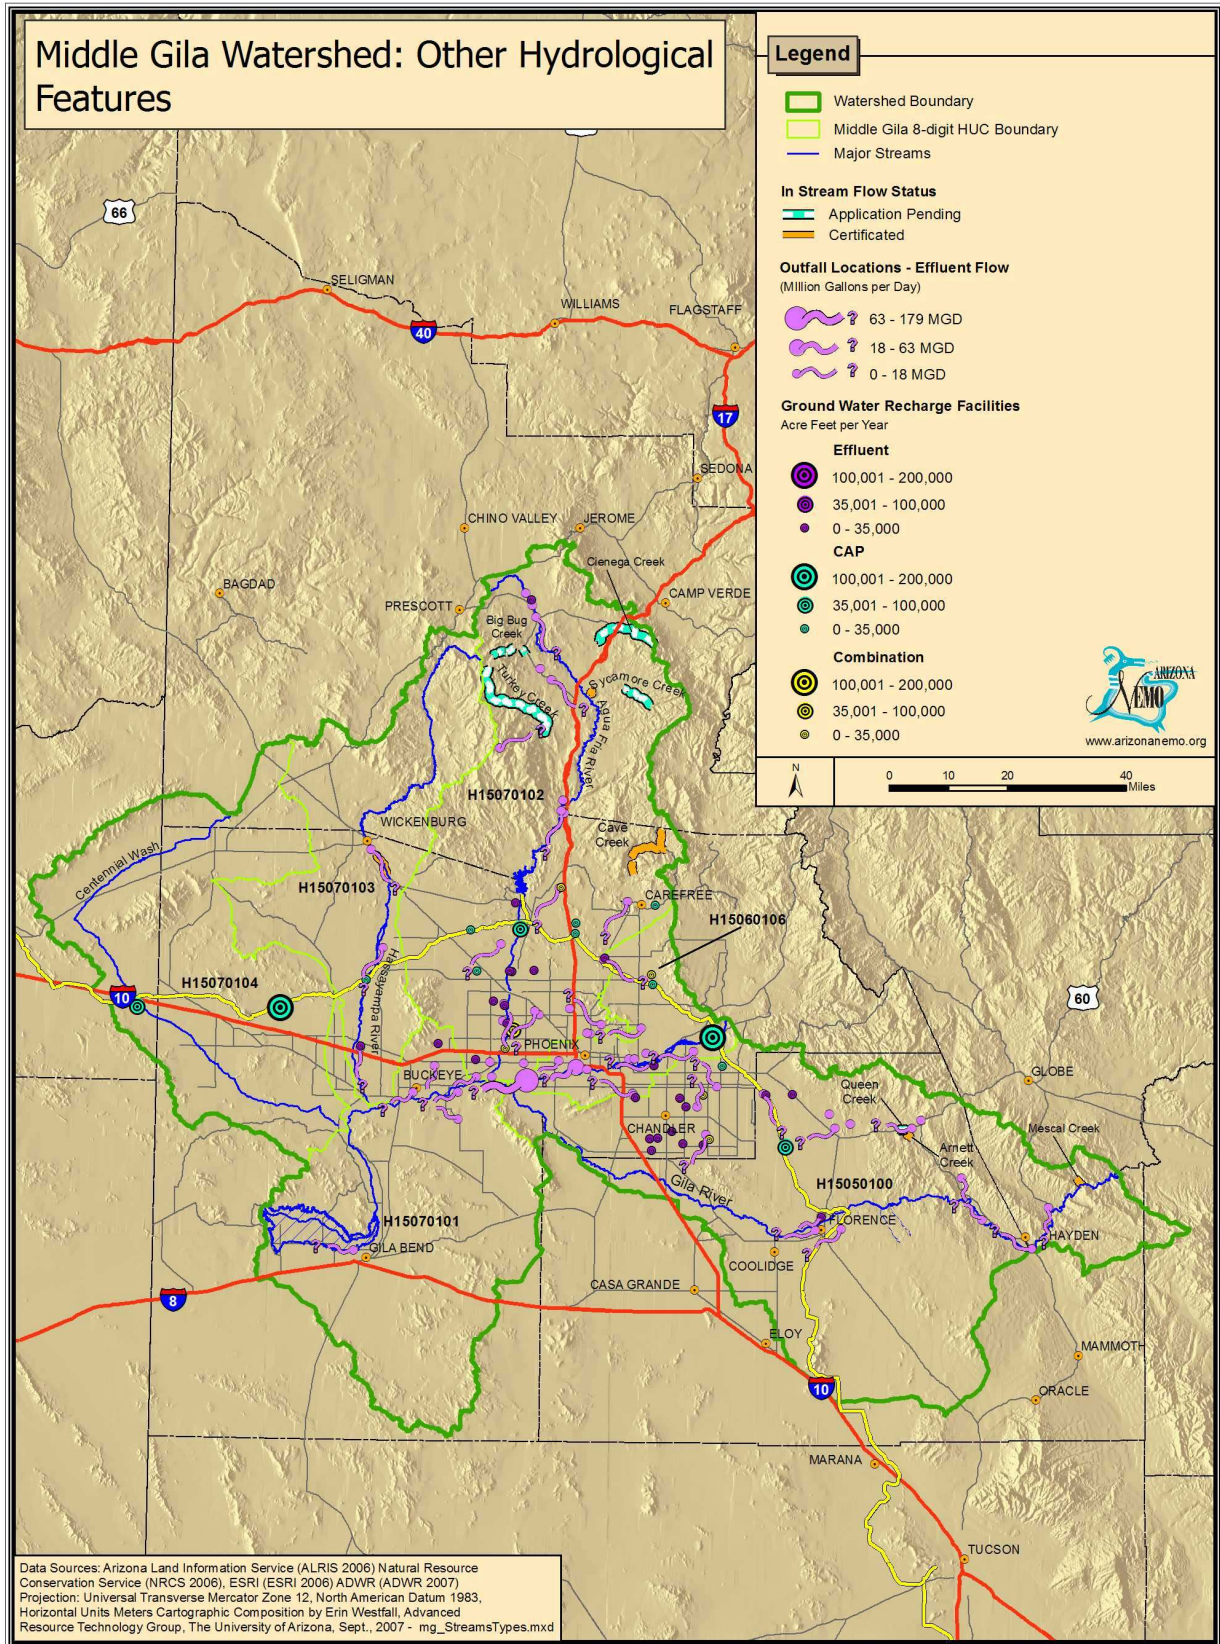 Middle Gila Watershed: Other Hydrological
Features
Legend
Watershed Boundary
Middle Gila 8-digit HUC Boundary
Major Streams
In Stream Flow Status
Application Pending
Certificated
Outfall Locations - Effluent Flow
(MIllion Gallons per Day)
? 63 - 179 MGD
? 18 - 63 MGD
? 0 - 18 MGD
Ground Water Recharge Facilities
Acre Feet per Year
Effluent
100,001 - 200,000
35,001 - 100,000
0 - 35,000
CAP
100,001 - 200,000
35,001 - 100,000
0 - 35,000
Combination
100,001 - 200,000
35,001 - 100,000
0 - 35,000
ARIZONA
NEMO
www.arizonanemo.org
N
0 10 20 40
Miles
66
SELIGMAN
40
WILLIAMS
FLAGSTAFF
17
SEDONA
CHINO VALLEY
JEROME
Cienega Creek
BAGDAD
PRESCOTT
CAMP VERDE
Big Bug
Creek
Turkey Creek
Sycamore Creek
Agua Fria River
H15070102
WICKENBURG
Cave
Creek
Centennial Wash
H15070103
CAREFREE
H15060106
H15070104
10
Hassayampa River
60
PHOENIX
BUCKEYE
GLOBE
Queen
Creek
CHANDLER
Mescal Creek
Arnett
Creek
Gila River
H15050100
H15070101
FLORENCE
HAYDEN
GILA BEND
COOLIDGE
CASA GRANDE
8
ELOY
MAMMOTH
10
ORACLE
MARANA
TUCSON
Data Sources: Arizona Land Information Service (ALRIS 2006) Natural Resource
Conservation Service (NRCS 2006), ESRI (ESRI 2006) ADWR (ADWR 2007)
Projection: Universal Transverse Mercator Zone 12, North American Datum 1983,
Horizontal Units Meters Cartographic Composition by Erin Westfall, Advanced
Resource Technology Group, The University of Arizona, Sept., 2007 - mg_StreamsTypes.mxd